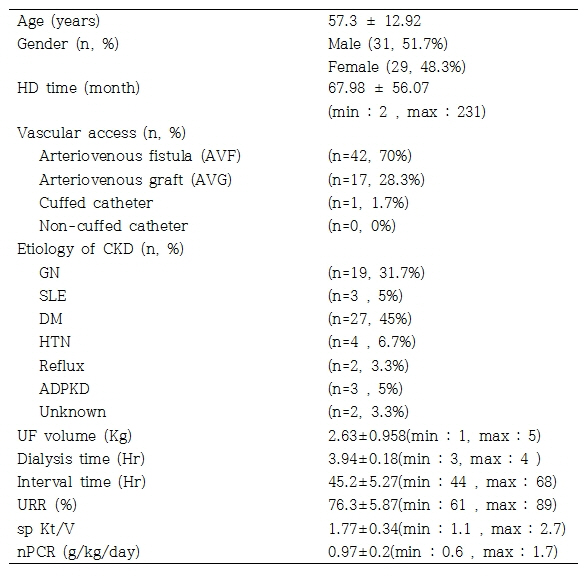 Age (years) 57.3 ± 12.92
Gender (n, %) Male (31, 51.7%)
Female (29, 48.3%)
HD time (month) 67.98 ± 56.07
(min : 2 , max : 231)
Vascular access (n, %)
Arteriovenous fistula (AVF) (n=42, 70%)
Arteriovenous graft (AVG) (n=17, 28.3%)
Cuffed catheter (n=1, 1.7%)
Non-cuffed catheter (n=0, 0%)
Etiology of CKD (n, %)
GN (n=19, 31.7%)
SLE (n=3 , 5%)
DM (n=27, 45%)
HTN (n=4 , 6.7%)
Reflux (n=2, 3.3%)
ADPKD (n=3 , 5%)
Unknown (n=2, 3.3%)
UF volume (Kg) 2.63±0.958(min : 1, max : 5)
Dialysis time (Hr) 3.94±0.18(min : 3, max : 4 )
Interval time (Hr) 45.2±5.27(min : 44 , max : 68)
URR (%) 76.3±5.87(min : 61 , max : 89)
sp Kt/V 1.77±0.34(min : 1.1 , max : 2.7)
nPCR (g/kg/day) 0.97±0.2(min : 0.6 , max : 1.7)